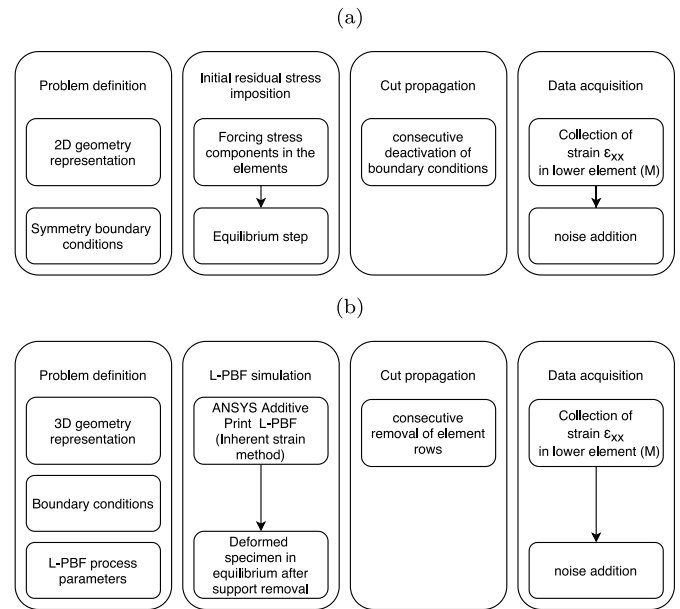 (a)
Problem definition
2D geometry
representation
Symmetry boundary
conditions
Initial residual stress
imposition
Forcing stress
components in the
elements
Equilibrium step
Cut propagation
consecutive
deactivation of
boundary conditions
Data acquisition
Collection of
strain εxx
in lower element (M)
noise addition
(b)
Problem definition
3D geometry
representation
Boundary conditions
L-PBF process
parameters
L-PBF simulation
ANSYS Additive
Print L-PBF
(Inherent strain
method)
Deformed
specimen in
equilibrium after
support removal
Cut propagation
consecutive
removal of element
rows
Data acquisition
Collection of
strain εxx
in lower element (M)
noise addition